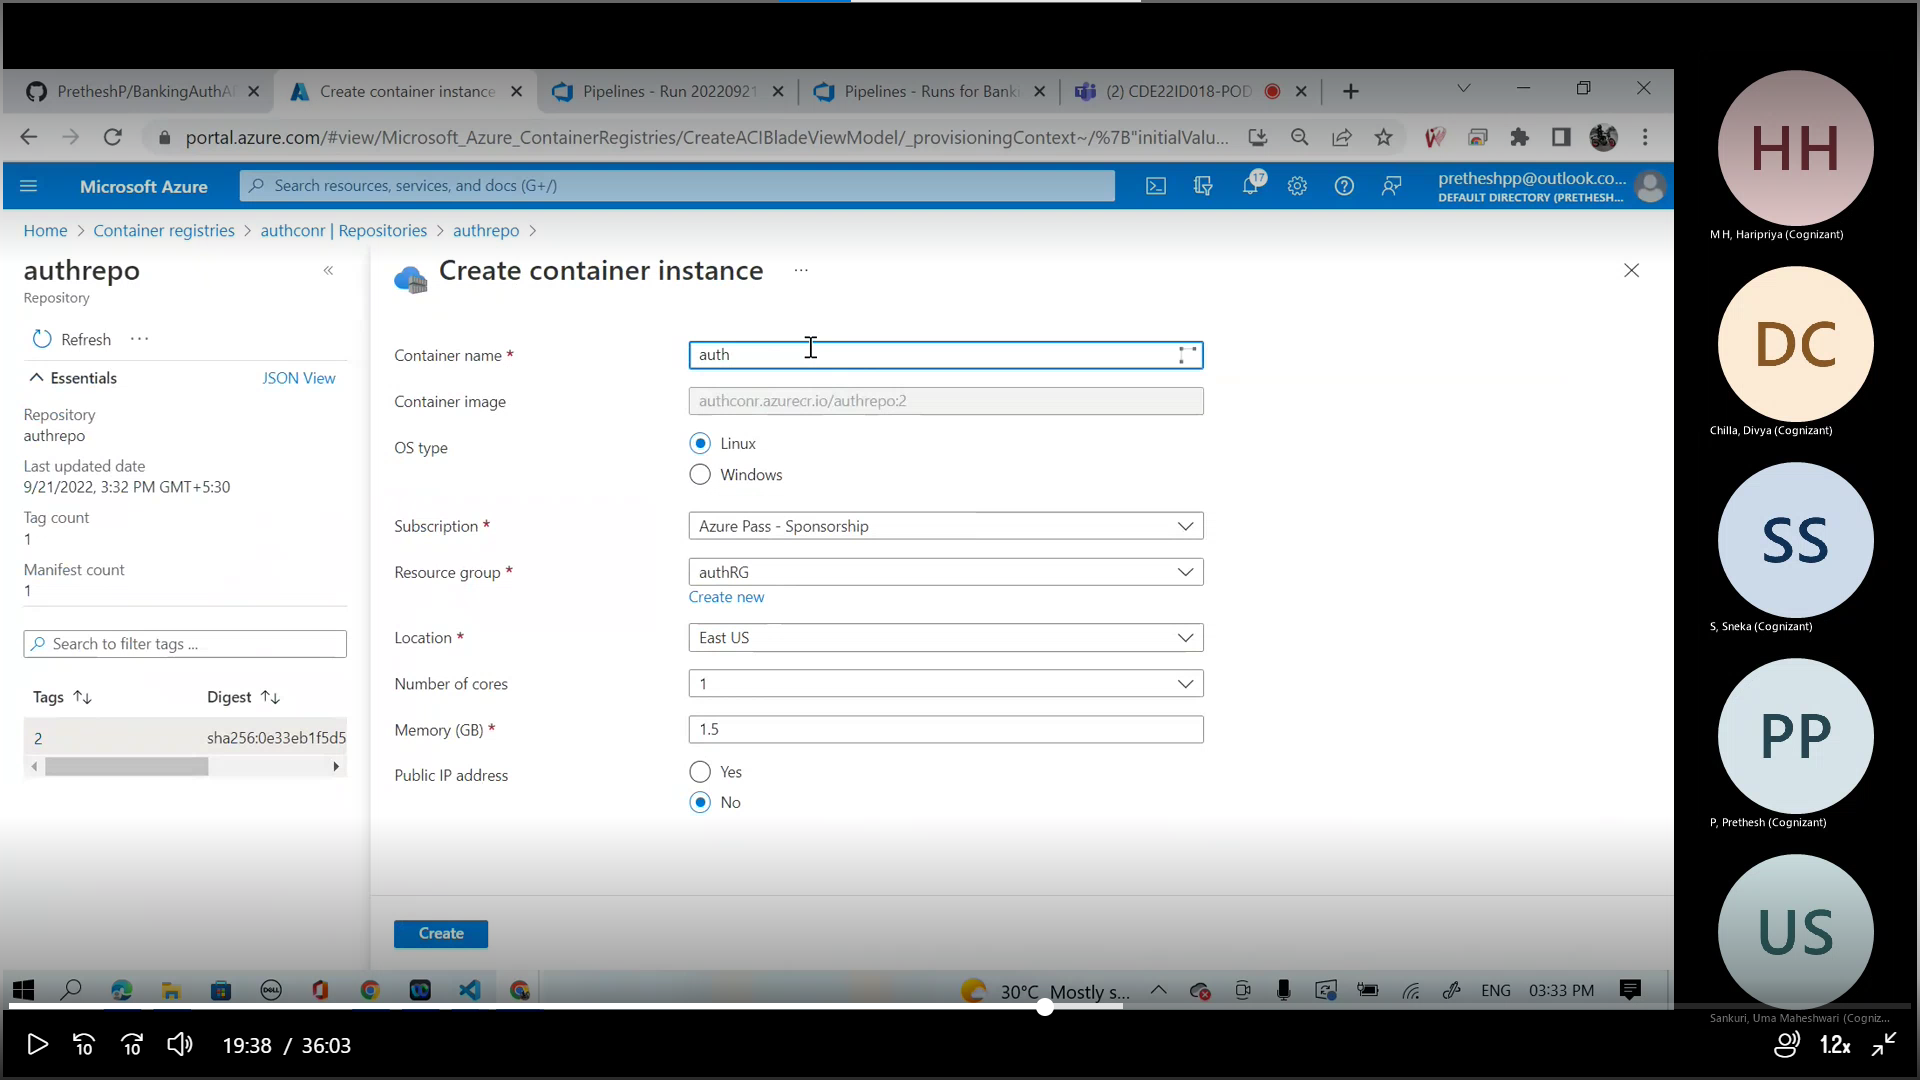 PretheshP/BankingAuthA
Create container instance
Pipelines - Run 20220921
Pipelines - Runs for Bank
(2) CDE22ID018-POD
portal.azure.com/#view/Microsoft_Azure_ContainerRegistries/CreateACIBladeViewModel/_provisioningContext~/%7B"initialValu...
Microsoft Azure
Search resources, services, and docs (G+/)
17
pretheshpp@outlook.co...
DEFAULT DIRECTORY (PRETHESH...
Home > Container registries > authconr | Repositories > authrepo >
authrepo
Repository
Refresh
Essentials
JSON View
Repository
authrepo
Last updated date
9/21/2022, 3:32 PM GMT+5:30
Tag count
1
Manifest count
1
Search to filter tags ...
Tags
Digest
2
sha256:0e33eb1f5d5
Create container instance
Container name *
auth
Container image
authconr.azurecr.io/authrepo:2
OS type
Linux
Windows
Subscription *
Azure Pass - Sponsorship
Resource group *
authRG
Create new
Location *
East US
Number of cores
1
Memory (GB) *
1.5
Public IP address
Yes
No
Create
DELL
30°C Mostly s...
ENG
03:33 PM
HH
M H, Haripriya (Cognizant)
DC
Chilla, Divya (Cognizant)
SS
S, Sneka (Cognizant)
PP
P, Prethesh (Cognizant)
US
Sankuri, Uma Maheshwari (Cogniz...
10
10
19:38 / 36:03
1.2x